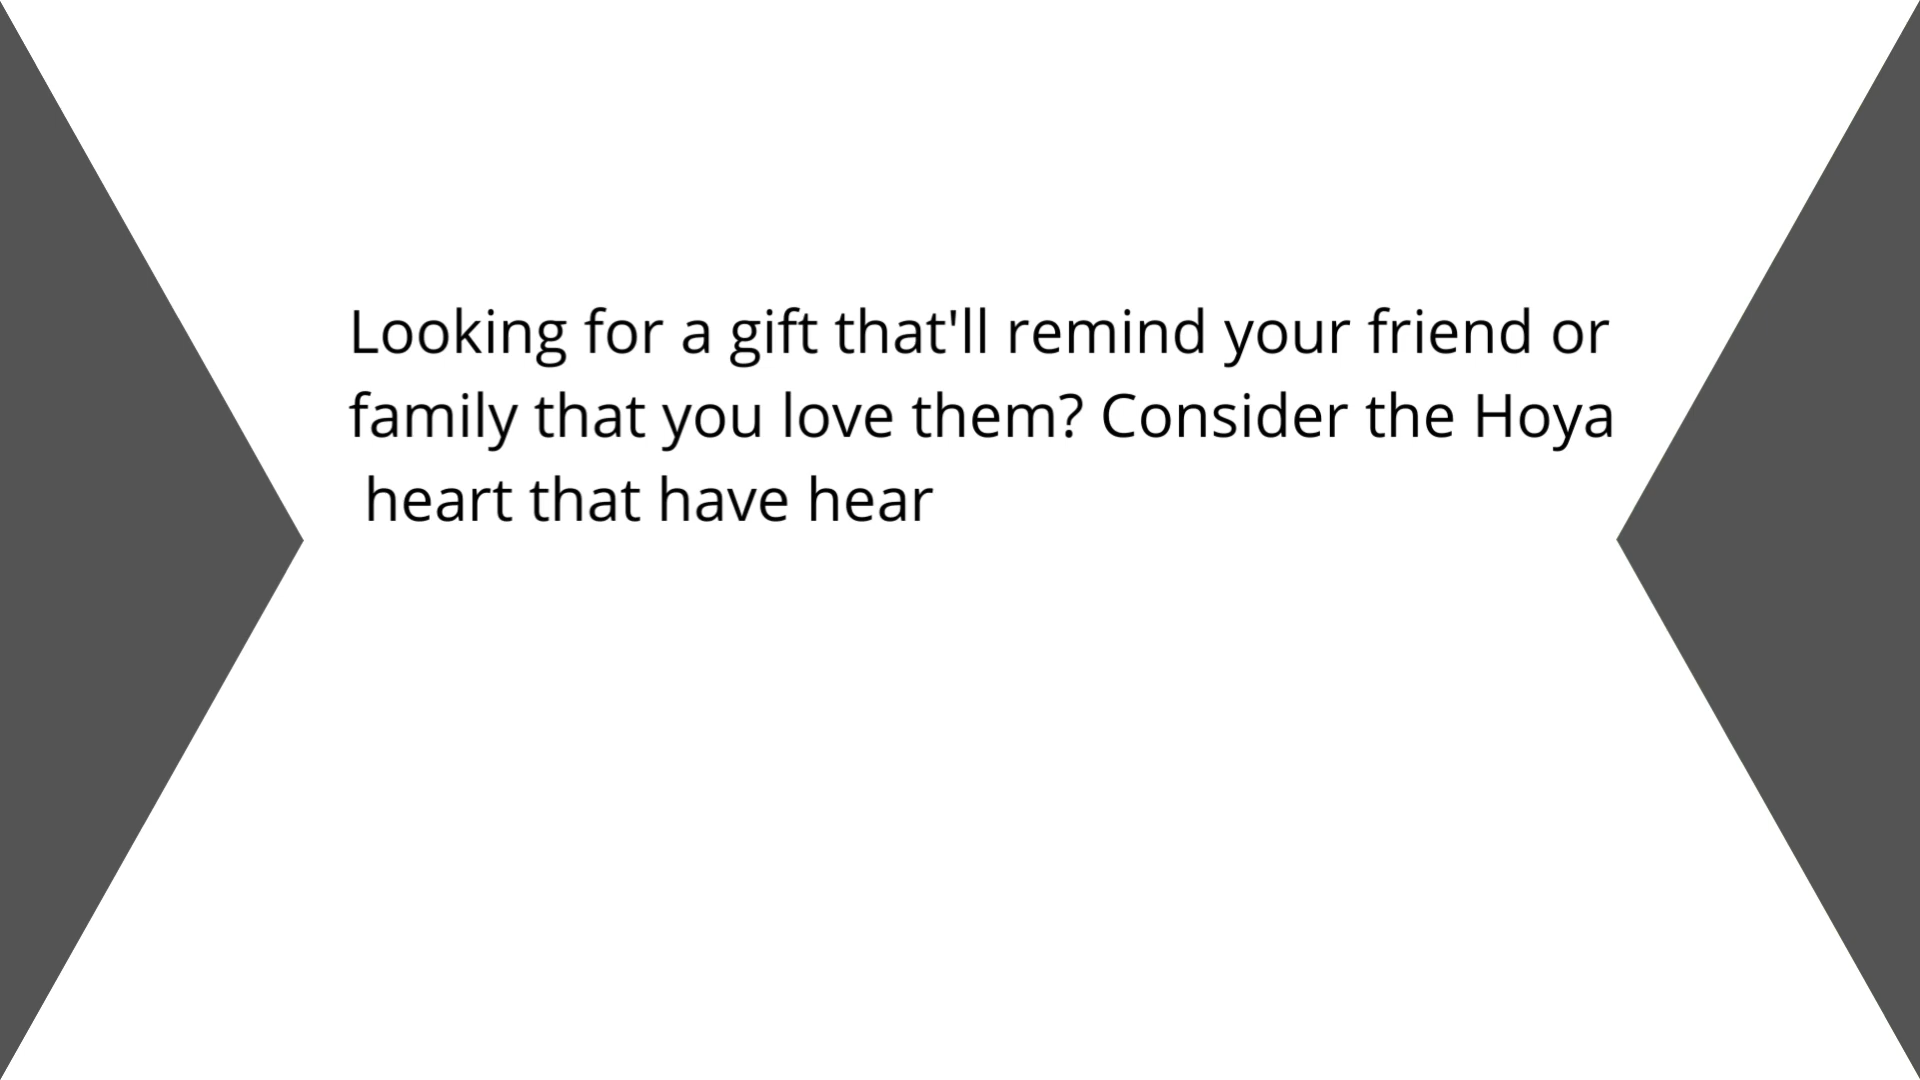 Looking for a gift that'll remind your friend or
family that you love them? Consider the Hoya
heart that have hear